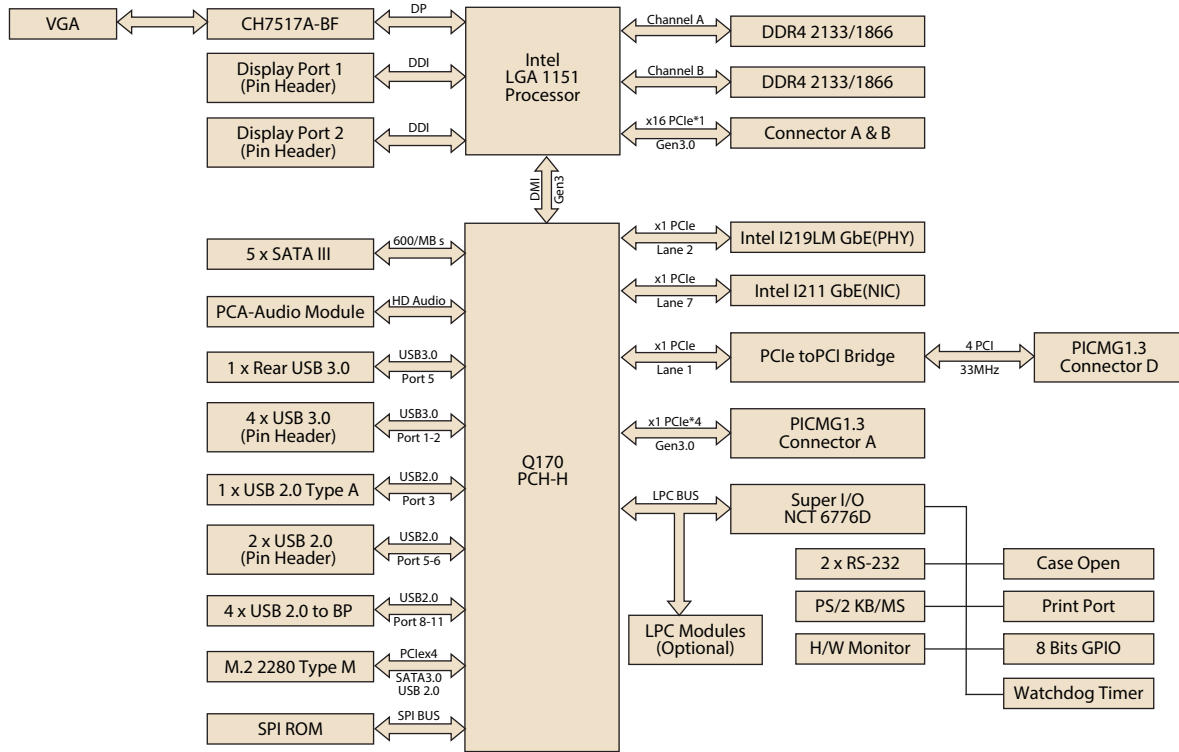 VGA
CH7517A-BF
DP
Display Port 1
(Pin Header)
DDI
Display Port 2
(Pin Header)
DDI
Intel
LGA 1151
Processor
Channel A
DDR4 2133/1866
Channel B
DDR4 2133/1866
x16 PCIe*1
Gen3.0
Connector A & B
DMI
Gen3
5 x SATA III
600/MB s
PCA-Audio Module
HD Audio
1 x Rear USB 3.0
USB3.0
Port 5
4 x USB 3.0
(Pin Header)
USB3.0
Port 1-2
1 x USB 2.0 Type A
USB2.0
Port 3
2 x USB 2.0
(Pin Header)
USB2.0
Port 5-6
4 x USB 2.0 to BP
USB2.0
Port 8-11
M.2 2280 Type M
PCIex4
SATA3.0
USB 2.0
SPI ROM
SPI BUS
Q170
PCH-H
x1 PCIe
Lane 2
Intel I219LM GbE(PHY)
x1 PCIe
Lane 7
Intel I211 GbE(NIC)
x1 PCIe
Lane 1
PCIe toPCI Bridge
4 PCI
33MHz
PICMG1.3
Connector D
x1 PCIe*4
Gen3.0
PICMG1.3
Connector A
LPC BUS
Super I/O
NCT 6776D
LPC Modules
(Optional)
2 x RS-232
Case Open
PS/2 KB/MS
Print Port
H/W Monitor
8 Bits GPIO
Watchdog Timer